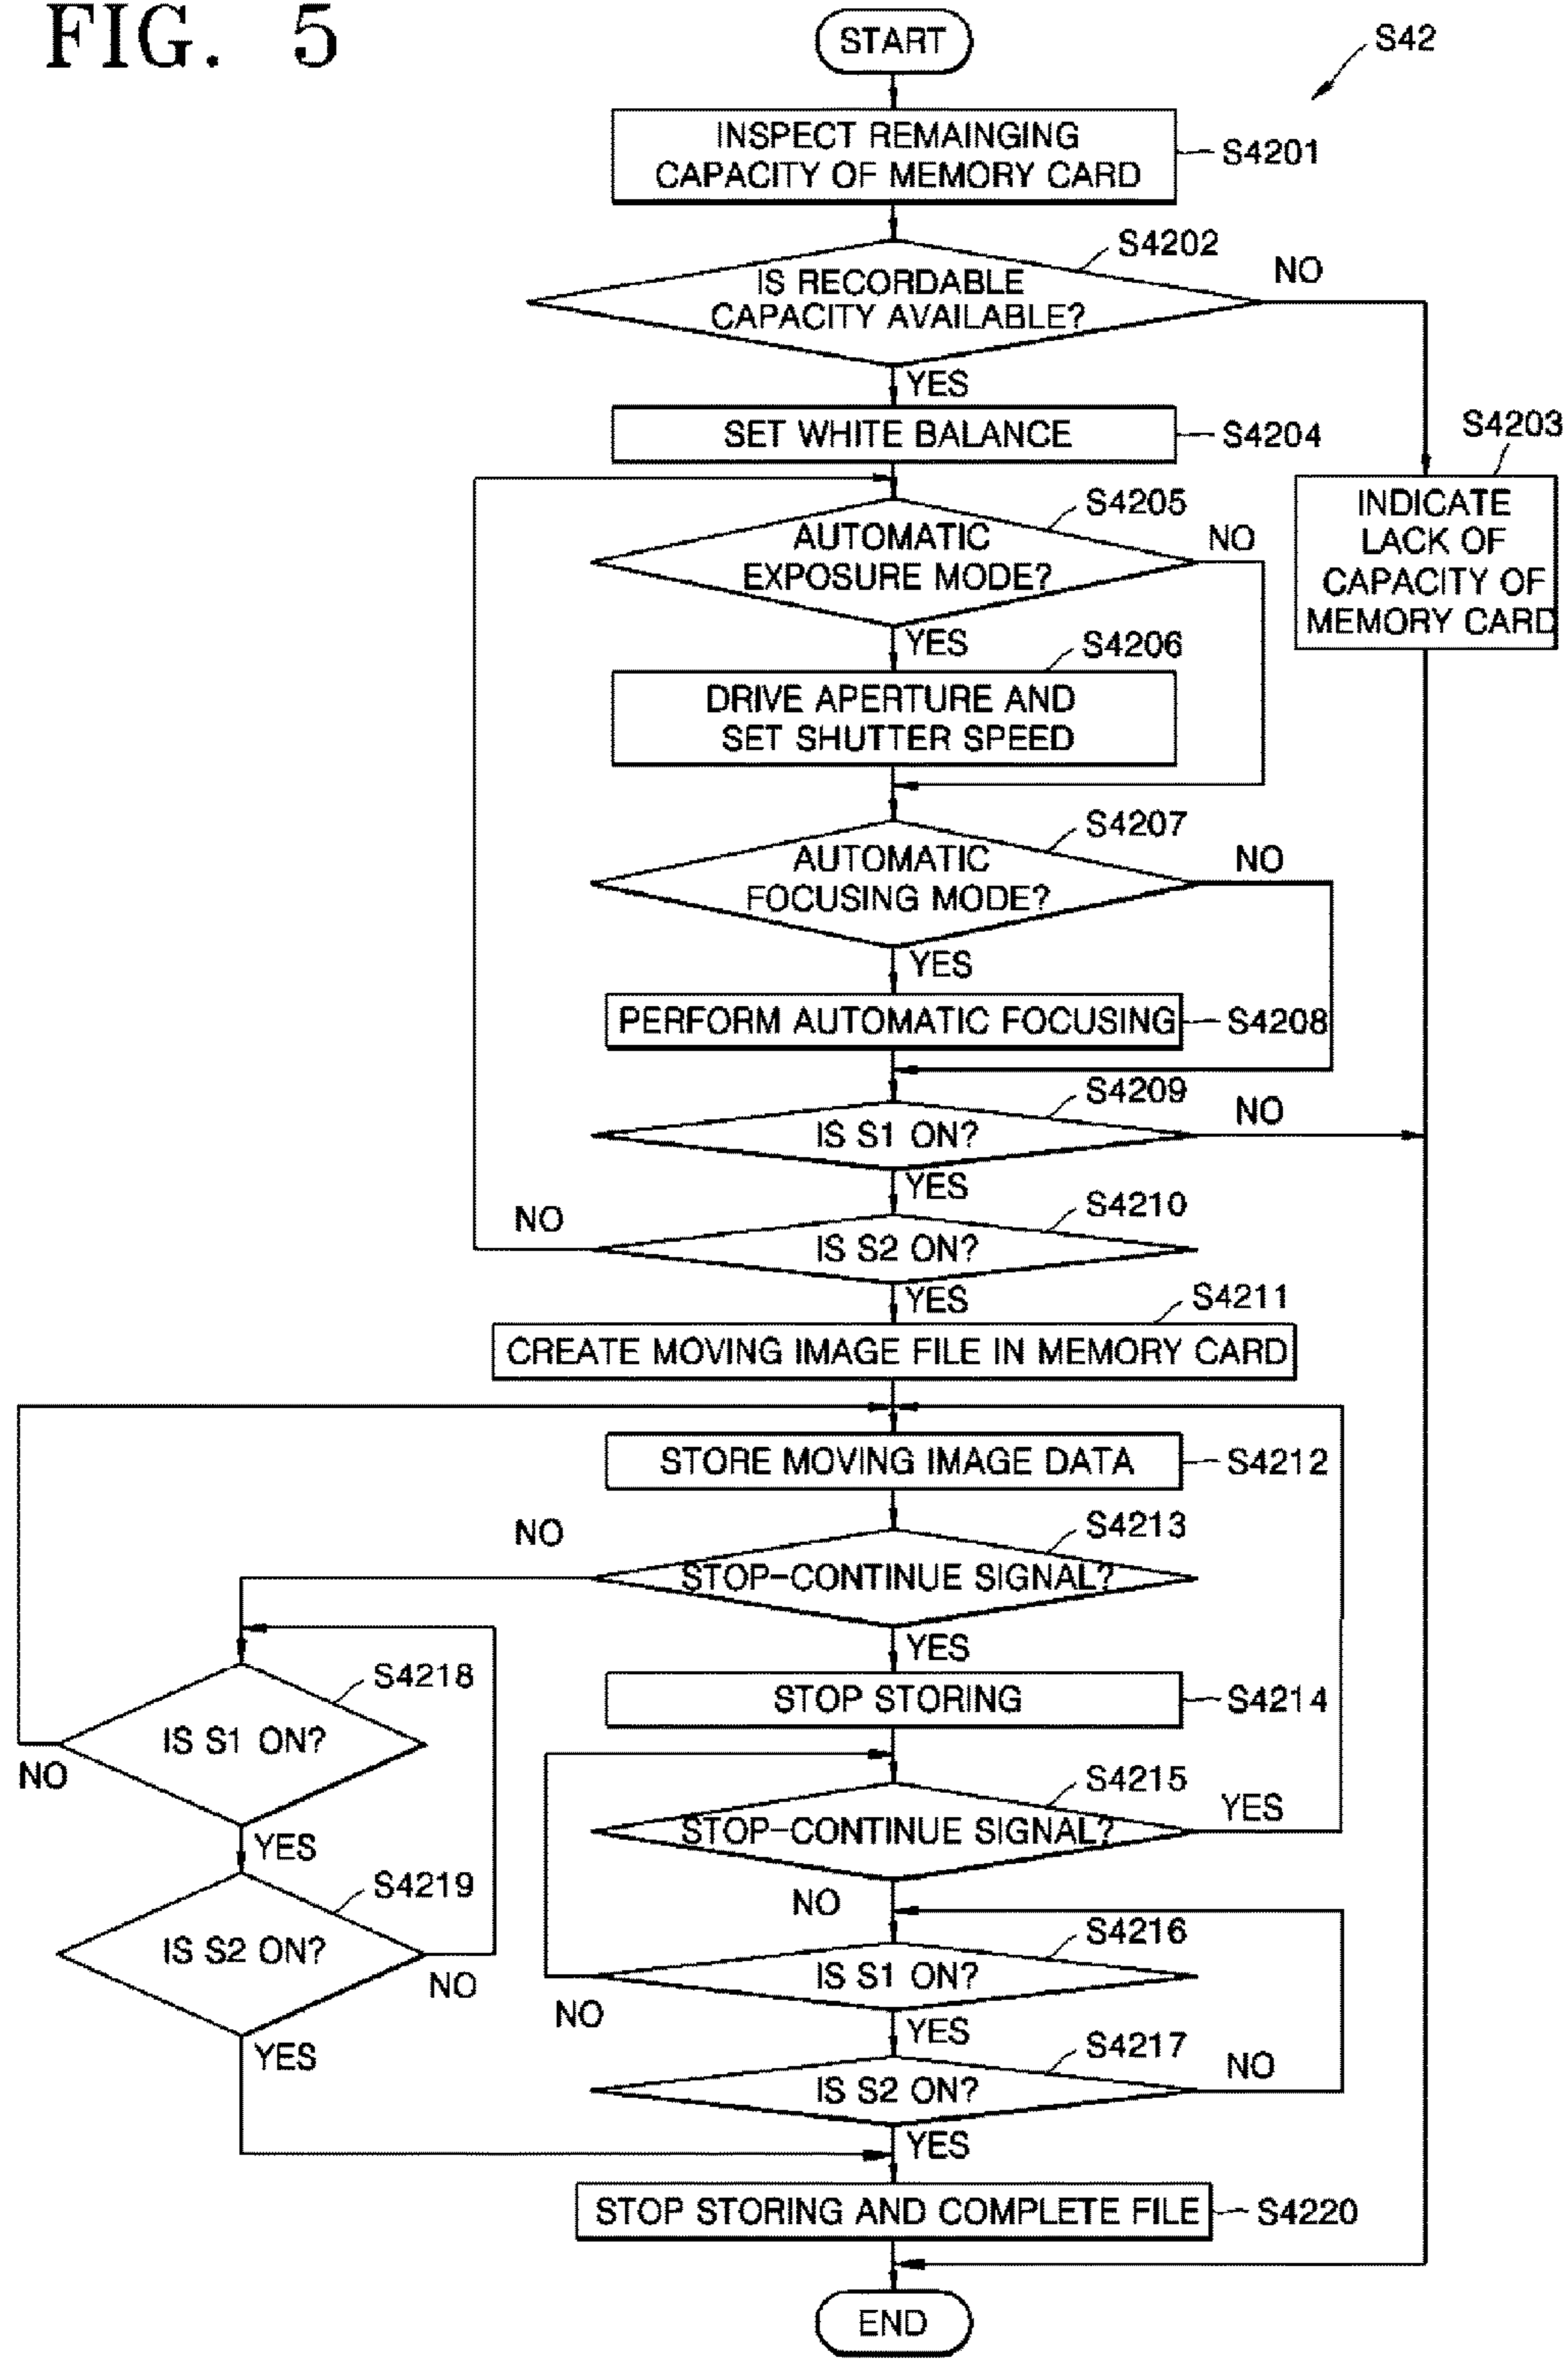 FIG. 5
START
S42
INSPECT REMAINGING
CAPACITY OF MEMORY CARD
S4201
S4202
IS RECORDABLE
CAPACITY AVAILABLE?
NO
YES
SET WHITE BALANCE
S4204
S4203
INDICATE
LACK OF
CAPACITY OF
MEMORY CARD
S4205
AUTOMATIC
EXPOSURE MODE?
NO
YES
S4206
DRIVE APERTURE AND
SET SHUTTER SPEED
S4207
AUTOMATIC
FOCUSING MODE?
NO
YES
PERFORM AUTOMATIC FOCUSING
S4208
S4209
IS S1 ON?
NO
YES
S4210
IS S2 ON?
NO
YES
S4211
CREATE MOVING IMAGE FILE IN MEMORY CARD
STORE MOVING IMAGE DATA
S4212
S4213
STOP-CONTINUE SIGNAL?
NO
YES
STOP STORING
S4214
S4218
IS S1 ON?
NO
YES
S4215
STOP-CONTINUE SIGNAL?
YES
NO
S4219
IS S2 ON?
NO
YES
S4216
IS S1 ON?
NO
YES
S4217
IS S2 ON?
NO
YES
STOP STORING AND COMPLETE FILE
S4220
END